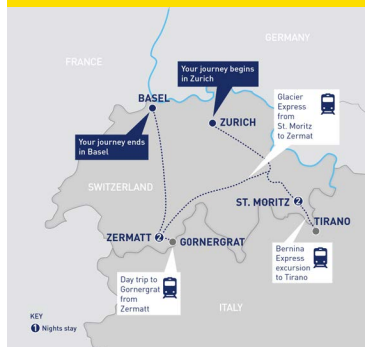 GERMANY
FRANCE
Your journey begins
in Zurich
BASEL
Glacier
Express
from
St. Moritz
to Zermat
ZURICH
Your journey ends
in Basel
SWITZERLAND
ST. MORITZ 2
TIRANO
ZERMATT 2
GORNERGRAT
Bernina
Express
excursion
to Tirano
Day trip to
Gornergrat
from
Zermatt
ITALY
KEY
1 Nights stay